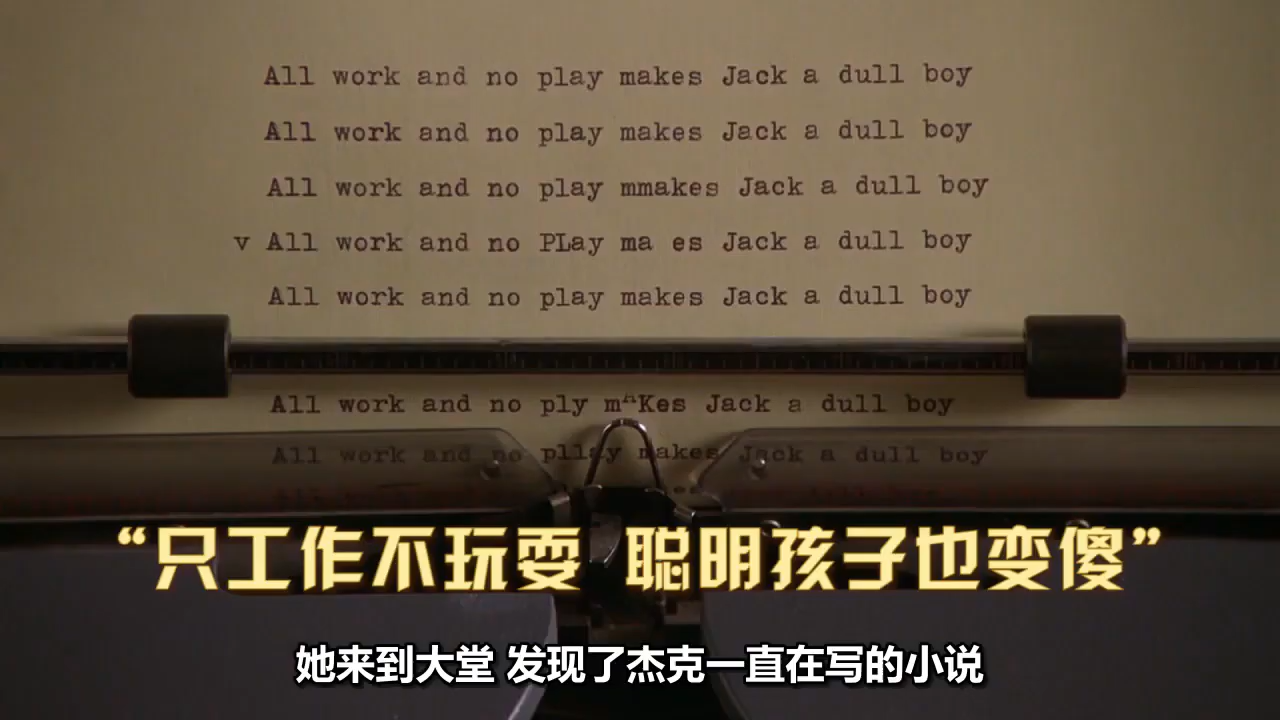 All work and no play makes Jack a dull boy
All work and no play makes Jack a dull boy
All work and no play mmakes Jack a dull boy
v All work and no PLay ma es Jack a dull boy
All work and no play makes Jack a dull boy
All work and no ply maKes Jack a dull boy
All work and no pllay makes Jack a dull boy
“只工作不玩耍 聪明孩子也变傻”
她来到大堂 发现了杰克一直在写的小说